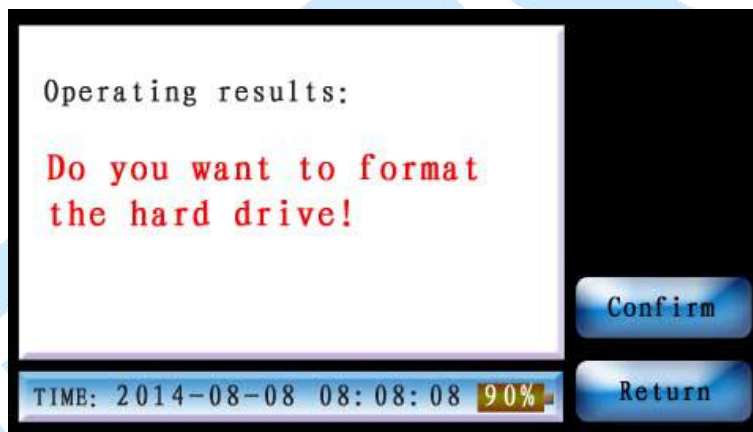 Operating results:
Do you want to format
the hard drive!
Confirm
TIME: 2014-08-08 08:08:08 90%
Return